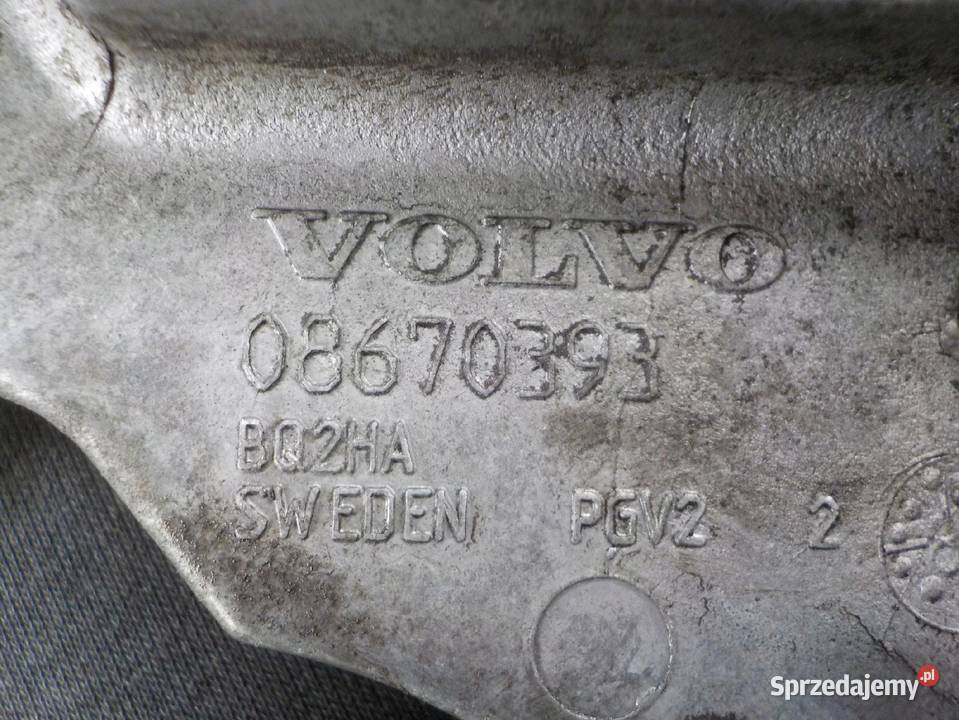 VOLVO
08670393
BQ2HA
SWEDEN PGV2 2
Sprzedajemy.pl